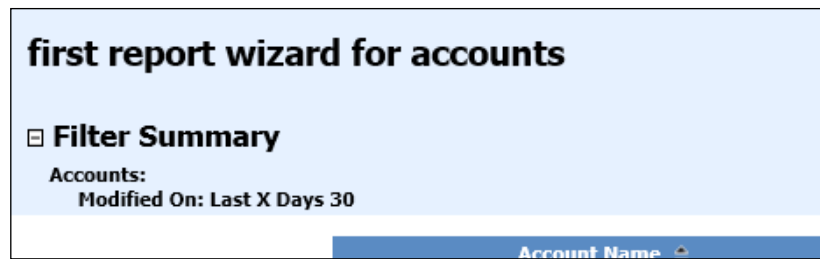 first report wizard for accounts
Filter Summary
Accounts:
Modified On: Last X Days 30
Account Name